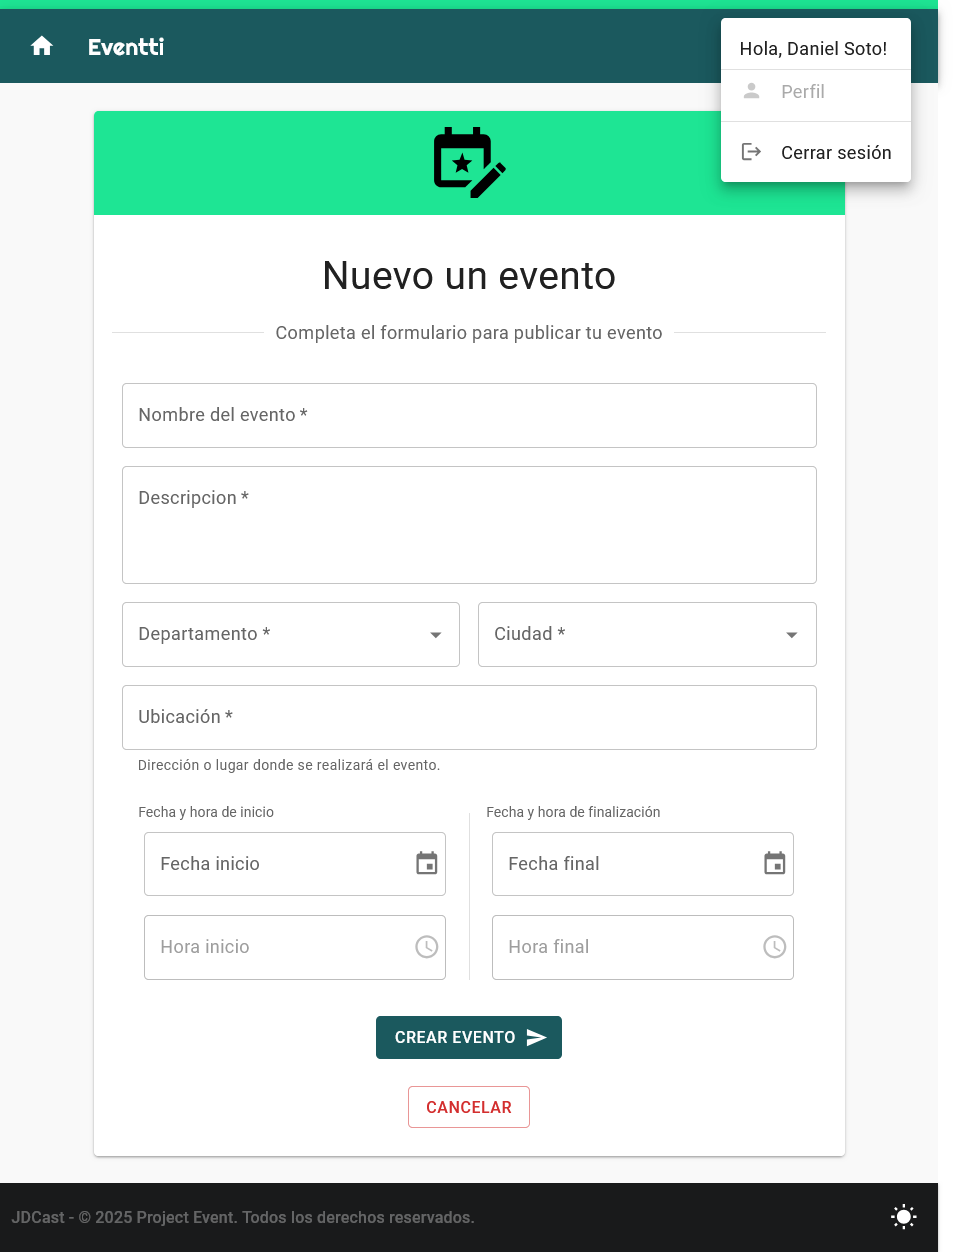 Eventti
Hola, Daniel Soto!
Perfil
Cerrar sesión
Nuevo un evento
Completa el formulario para publicar tu evento
Nombre del evento *
Descripcion *
Departamento *
Ciudad *
Ubicación *
Dirección o lugar donde se realizará el evento.
Fecha y hora de inicio
Fecha y hora de finalización
Fecha inicio
Fecha final
Hora inicio
Hora final
CREAR EVENTO
CANCELAR
JDCast - © 2025 Project Event. Todos los derechos reservados.